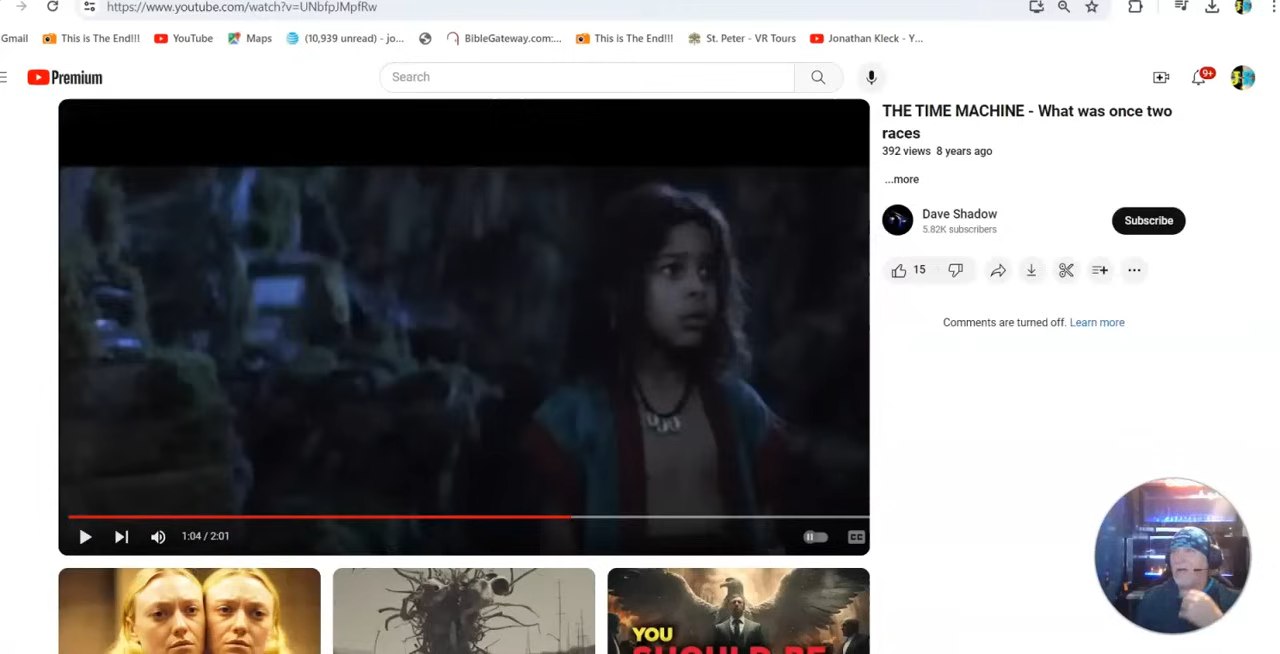 https://www.youtube.com/watch?v=UNbfpJMpfRw
Gmail This is The End!!! YouTube Maps (10,939 unread) - jo... BibleGateway.com:... This is The End!!! St. Peter - VR Tours Jonathan Kleck - Y...
Premium
Search
9+
THE TIME MACHINE - What was once two
races
392 views 8 years ago
...more
Dave Shadow
5.82K subscribers
Subscribe
15
Comments are turned off. Learn more
1:04 / 2:01
CC
YOU
SHOULD BE